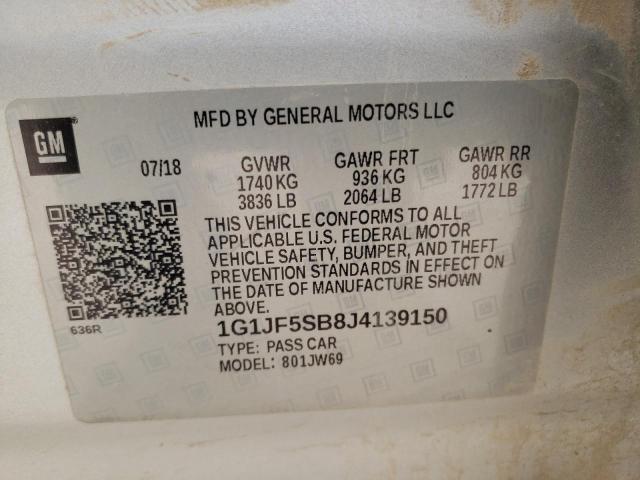 MFD BY GENERAL MOTORS LLC
GM
07/18
GVWR GAWR FRT GAWR RR
1740 KG 936 KG 804 KG
3836 LB 2064 LB 1772 LB
THIS VEHICLE CONFORMS TO ALL
APPLICABLE U.S. FEDERAL MOTOR
VEHICLE SAFETY, BUMPER, AND THEFT
PREVENTION STANDARDS IN EFFECT ON
THE DATE OF MANUFACTURE SHOWN
ABOVE.
636R
1G1JF5SB8J4139150
TYPE: PASS CAR
MODEL: 801JW69